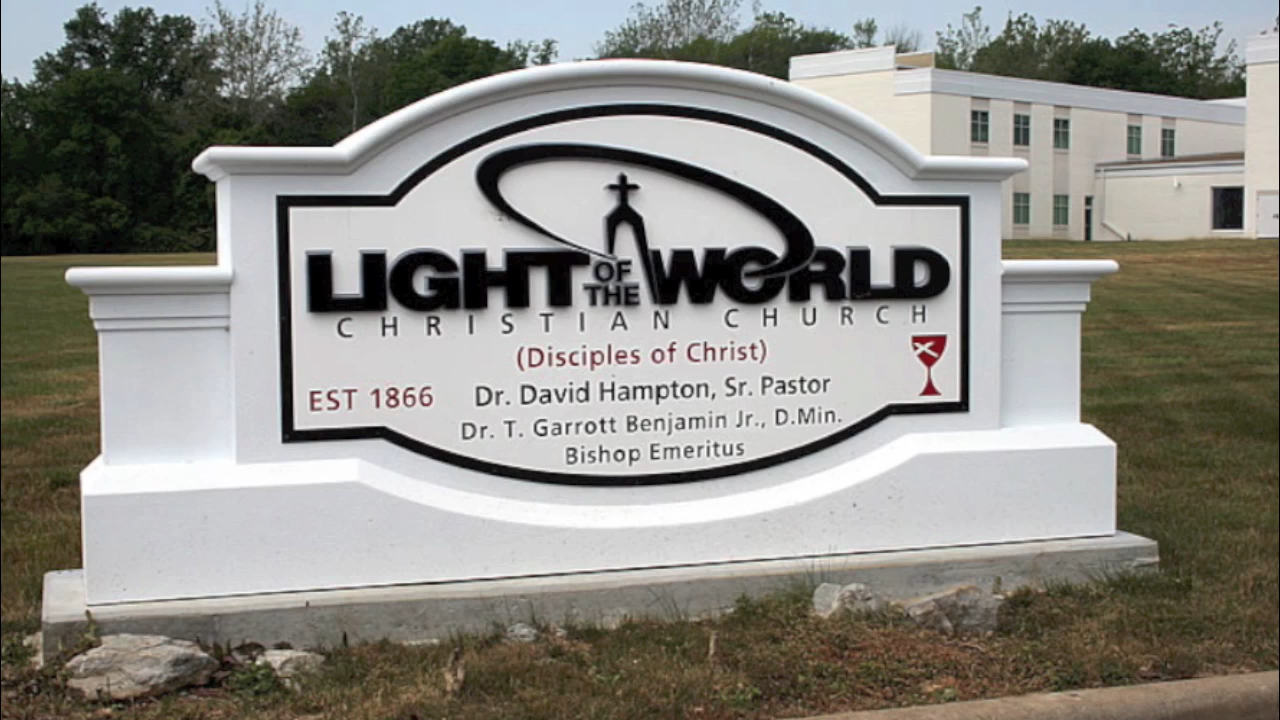 LIGHT OF THE WORLD
CHRISTIAN CHURCH
(Disciples of Christ)
EST 1866
Dr. David Hampton, Sr. Pastor
Dr. T. Garrott Benjamin Jr., D.Min.
Bishop Emeritus